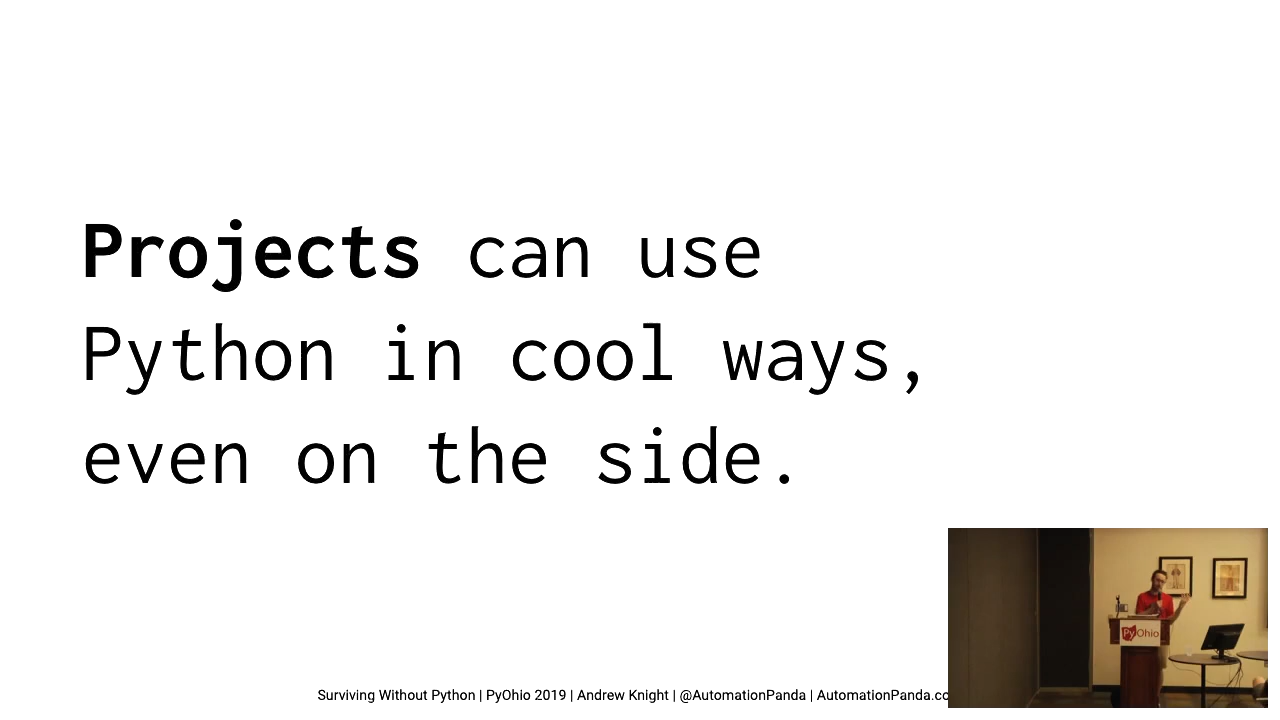 Projects can use
Python in cool ways,
even on the side.
PyOhio
Surviving Without Python | PyOhio 2019 | Andrew Knight | @AutomationPanda | AutomationPanda.co